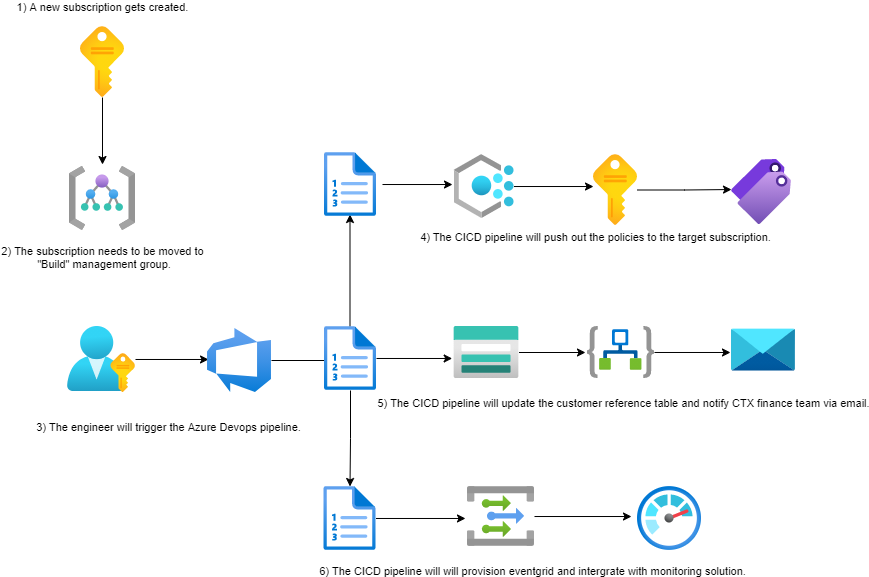 1) A new subscription gets created.
2) The subscription needs to be moved to
"Build" management group.
1
2
3
4) The CICD pipeline will push out the policies to the target subscription.
3) The engineer will trigger the Azure Devops pipeline.
1
2
3
5) The CICD pipeline will update the customer reference table and notify CTX finance team via email.
1
2
3
6) The CICD pipeline will will provision eventgrid and intergrate with monitoring solution.